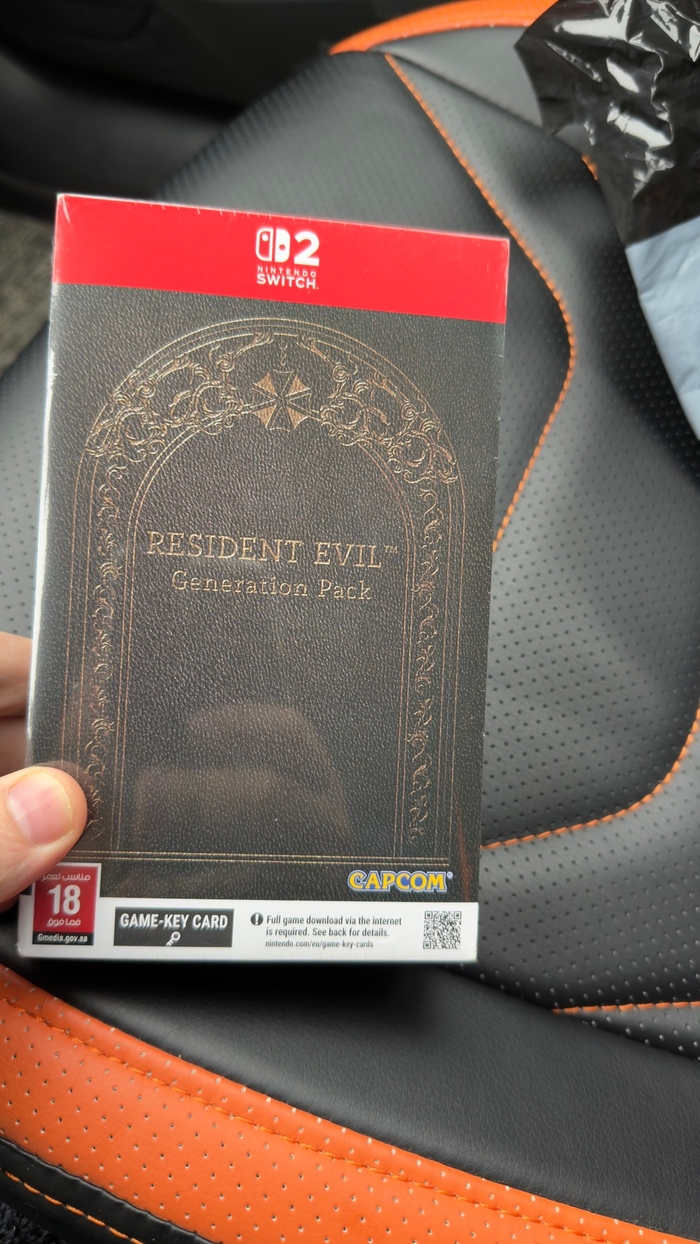 2
NINTENDO
SWITCH
RESIDENT EVIL™
Generation Pack
CAPCOM®
مناسب لعمر
18
فما فوق
Gmedia.gov.sa
GAME-KEY CARD
Full game download via the internet
is required. See back for details.
nintendo.com/eu/game-key-cards